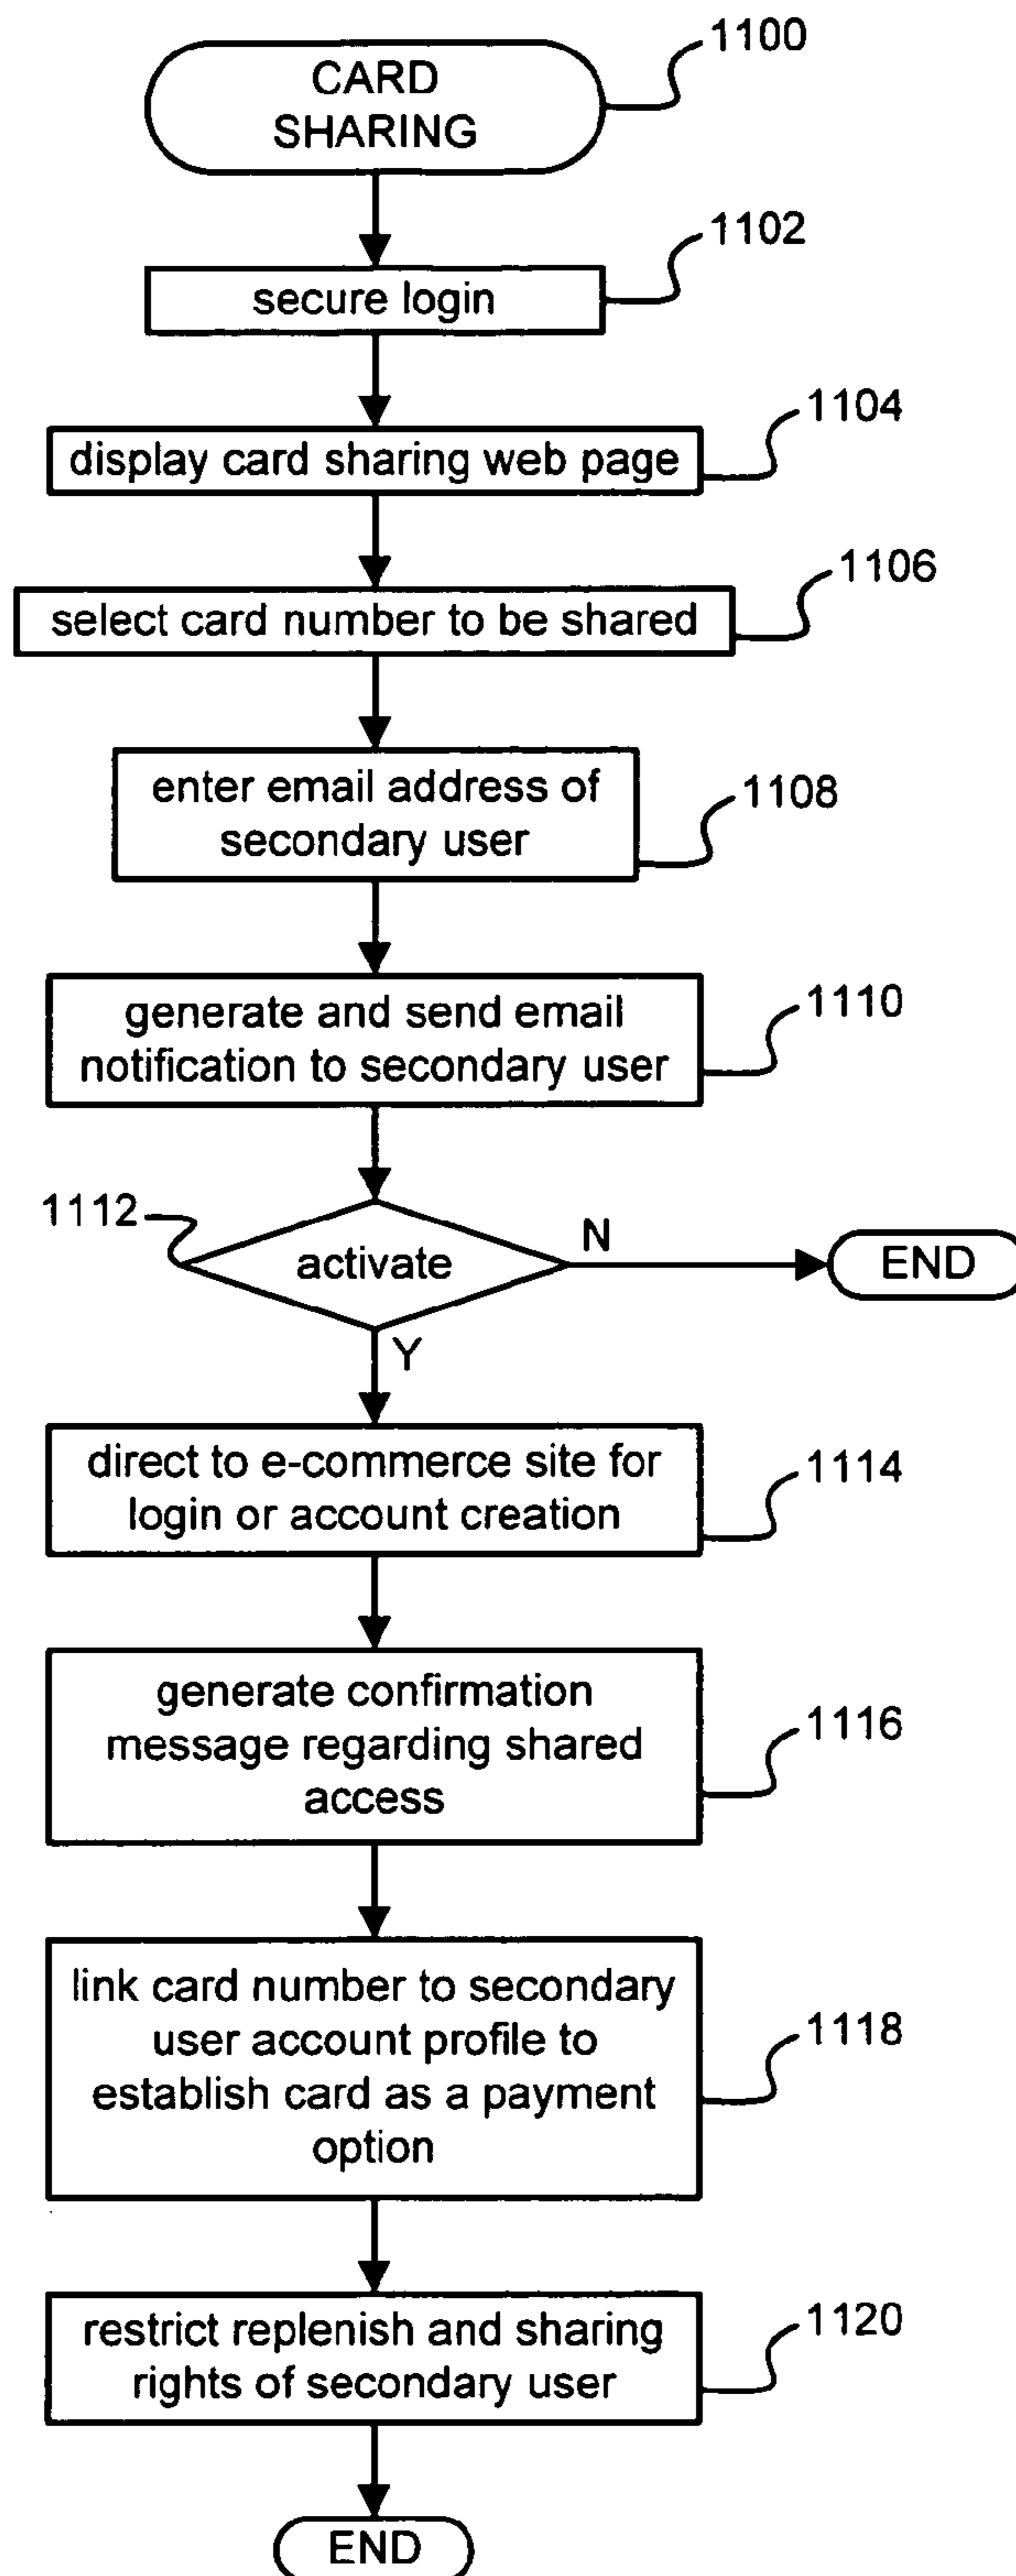 1100
CARD
SHARING
1102
secure login
1104
display card sharing web page
1106
select card number to be shared
enter email address of
secondary user
1108
generate and send email
notification to secondary user
1110
1112
activate
N
END
Y
direct to e-commerce site for
login or account creation
1114
generate confirmation
message regarding shared
access
1116
link card number to secondary
user account profile to
establish card as a payment
option
1118
restrict replenish and sharing
rights of secondary user
1120
END